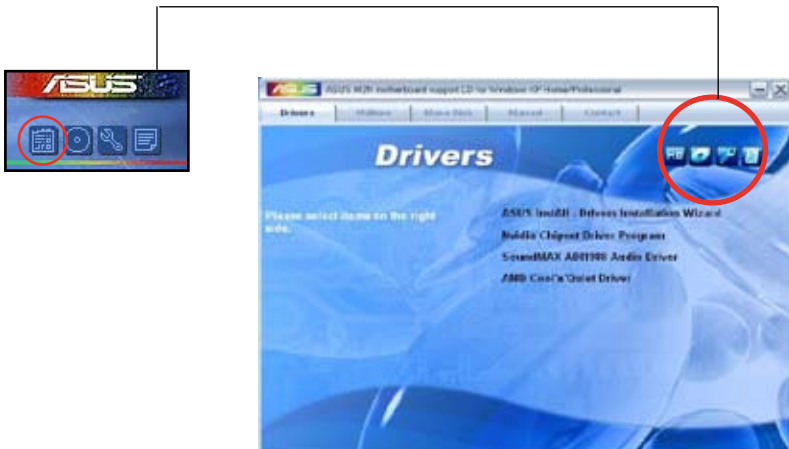 ASUS
ASUS M2N motherboard support CD for Windows XP Home/Professional
Drivers Utilities Make Disk Manual Contact
Drivers
Please select items on the right
side.
ASUS InstAll - Drivers Installation Wizard
Nvidia Chipset Driver Program
SoundMAX Audio Driver
AMD Cool'n'Quiet Driver